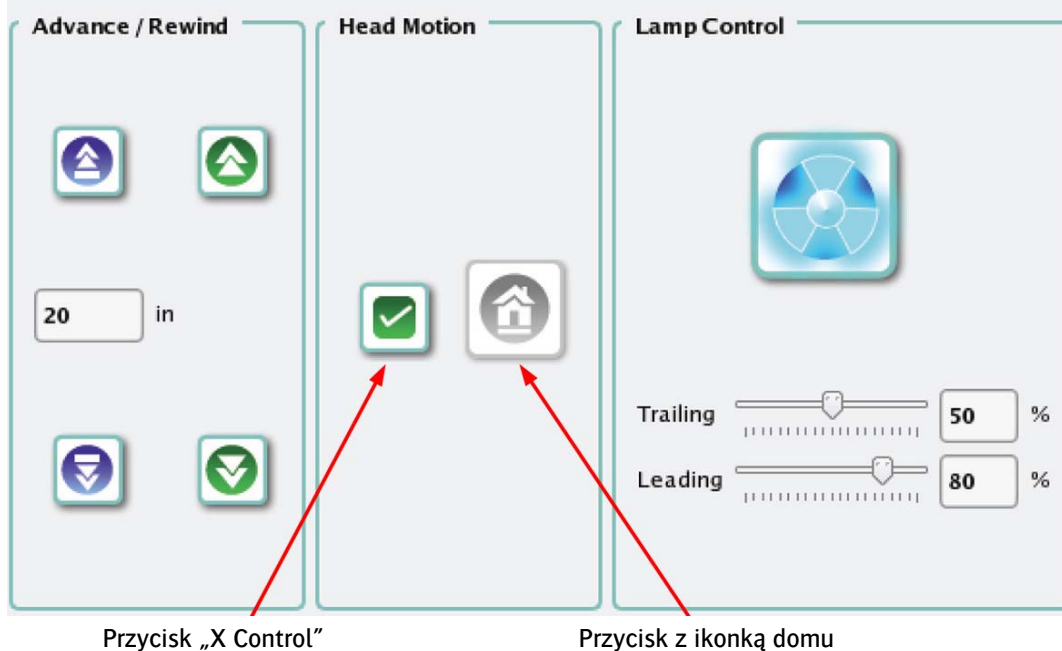 Advance / Rewind
Head Motion
Lamp Control
20 in
Trailing 50 %
Leading 80 %
Przycisk „X Control”
Przycisk z ikonką domu